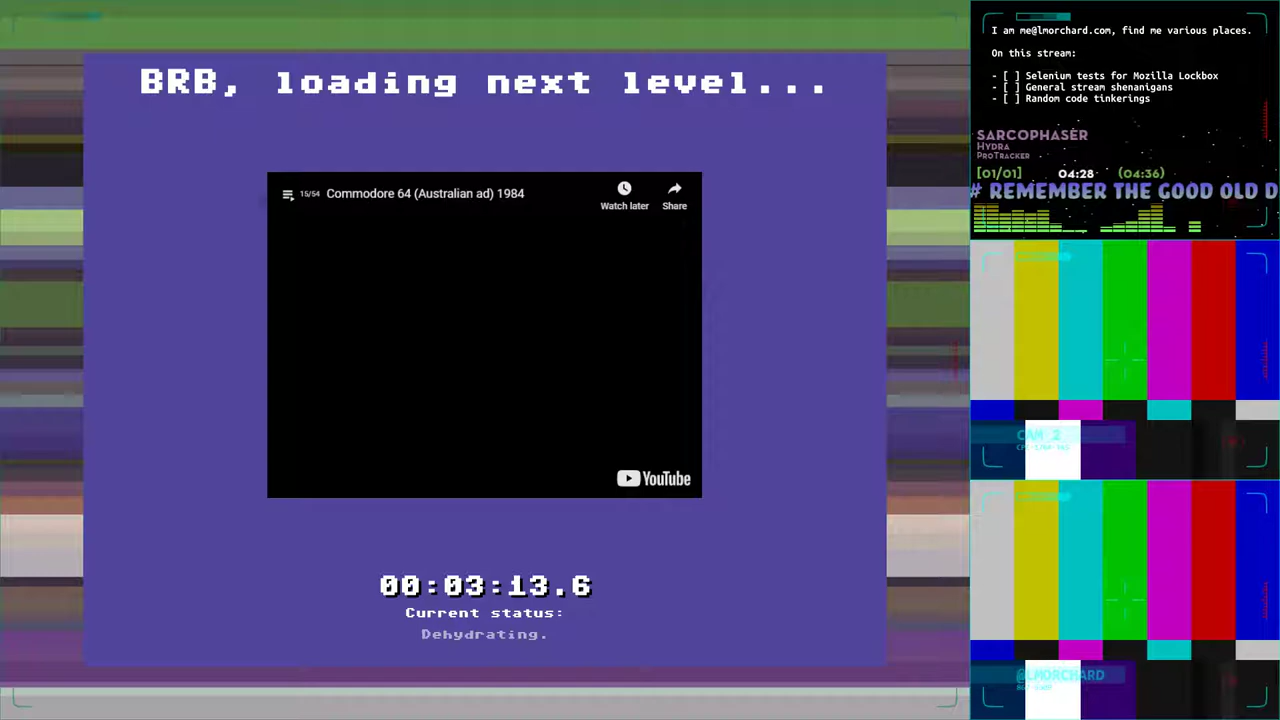 BRB, loading next level...
15/54 Commodore 64 (Australian ad) 1984
Watch later
Share
YouTube
00:03:13.6
Current status:
Dehydrating.
I am me@lmorchard.com, find me various places.
On this stream:
- [ ] Selenium tests for Mozilla Lockbox
- [ ] General stream shenanigans
- [ ] Random code tinkerings
SARCOPHASER
HYDRA
PROTRACKER
[01/01] 04:28 (04:36)
# REMEMBER THE GOOD OLD D
CAM 2
@LMORCHARD